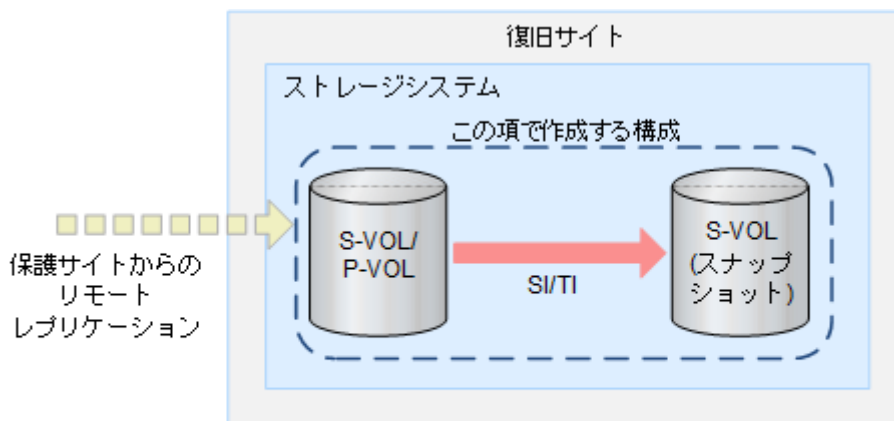 復旧サイト
ストレージシステム
この項で作成する構成
S-VOL/
P-VOL
SI/TI
S-VOL
(スナップ
ショット)
保護サイトからの
リモート
レプリケーション